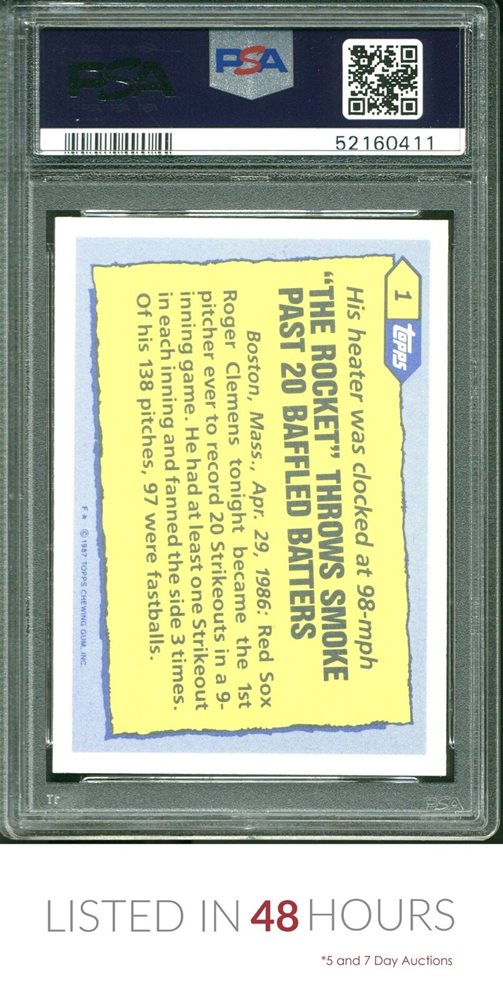 PSA
PSA
52160411
1
topps
His heater was clocked at 98-mph
"THE ROCKET" THROWS SMOKE
PAST 20 BAFFLED BATTERS
Boston, Mass., Apr. 29, 1986: Red Sox
Roger Clemens tonight became the 1st
pitcher ever to record 20 Strikeouts in a 9-
inning game. He had at least one Strikeout
in each inning and fanned the side 3 times.
Of his 138 pitches, 97 were fastballs.
F * © 1987 TOPPS CHEWING GUM, INC.
PSA
LISTED IN 48 HOURS
*5 and 7 Day Auctions